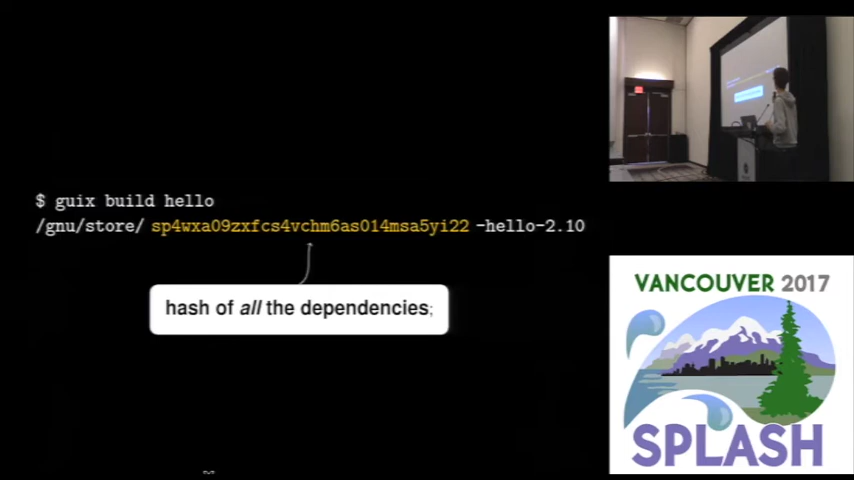 $ guix build hello
/gnu/store/ sp4wxa09zxfcs4vchm6as014msa5yi22 -hello-2.10
hash of all the dependencies;
VANCOUVER 2017
SPLASH